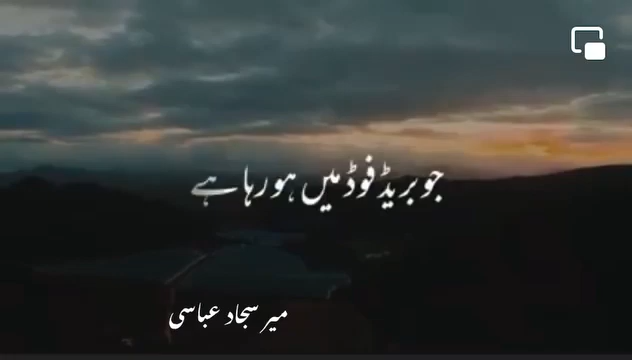 جو بریڈ فوڈ میں ہو رہا ہے
میر سجاد عباسی